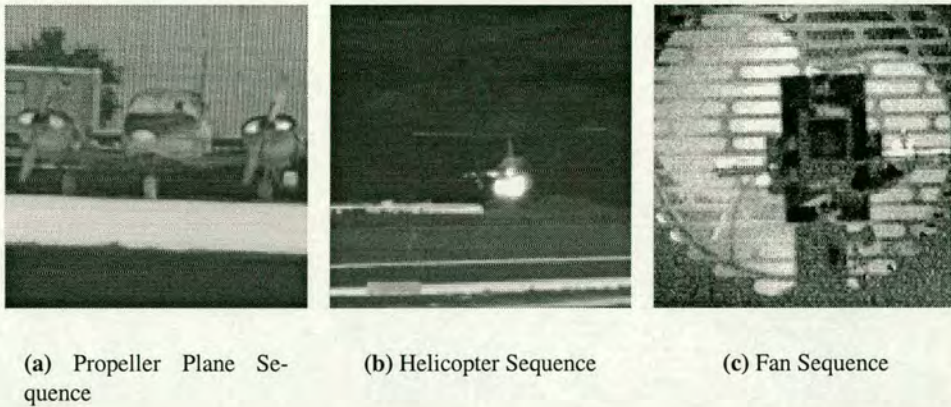 (a) Propeller Plane Se-
quence
(b) Helicopter Sequence
(c) Fan Sequence